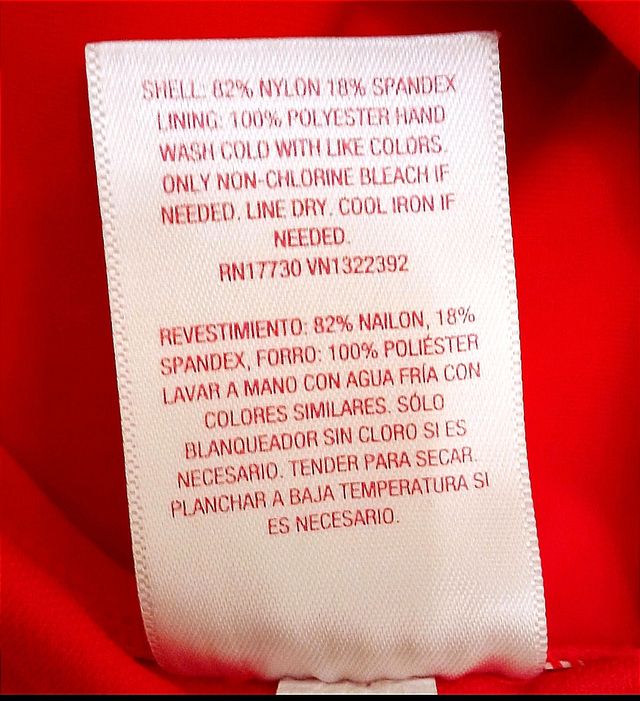 SHELL: 82% NYLON 18% SPANDEX
LINING: 100% POLYESTER HAND
WASH COLD WITH LIKE COLORS.
ONLY NON-CHLORINE BLEACH IF
NEEDED. LINE DRY. COOL IRON IF
NEEDED.
RN17730 VN1322392
REVESTIMIENTO: 82% NAILON, 18%
SPANDEX, FORRO: 100% POLIÉSTER
LAVAR A MANO CON AGUA FRÍA CON
COLORES SIMILARES. SÓLO
BLANQUEADOR SIN CLORO SI ES
NECESARIO. TENDER PARA SECAR.
PLANCHAR A BAJA TEMPERATURA SI
ES NECESARIO.